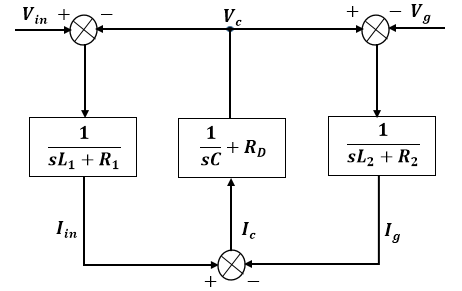 V_in + − V_c + − V_g
1/(sL_1 + R_1) 1/(sC) + R_D 1/(sL_2 + R_2)
I_in I_c I_g
+ −